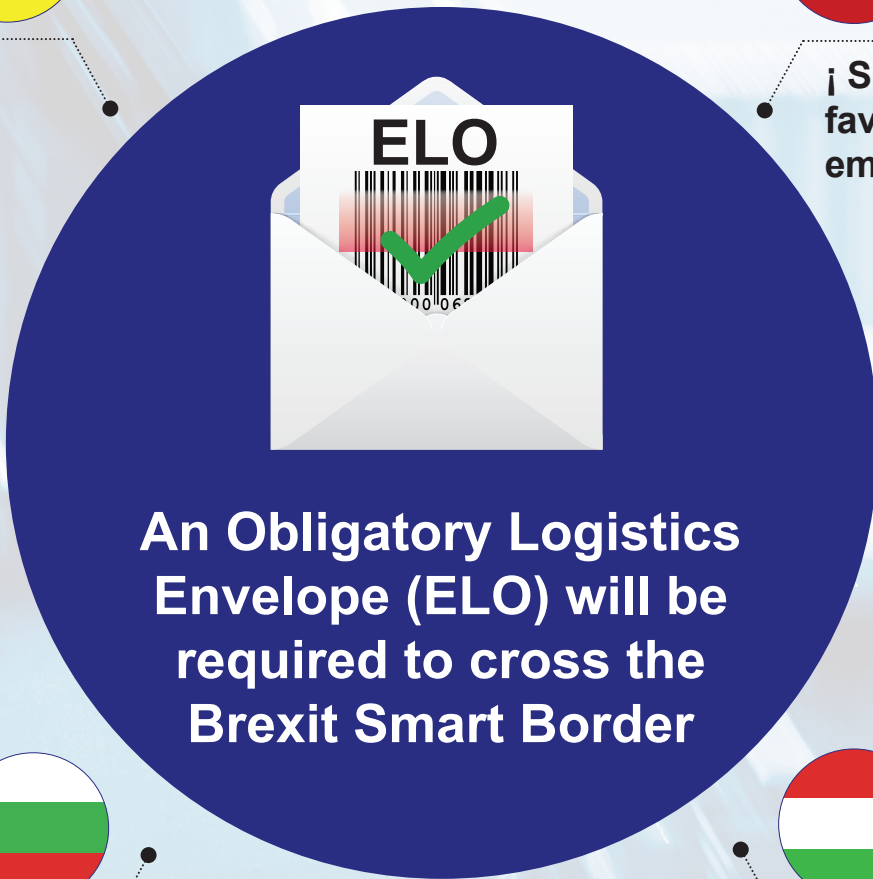 ELO
An Obligatory Logistics
Envelope (ELO) will be
required to cross the
Brexit Smart Border